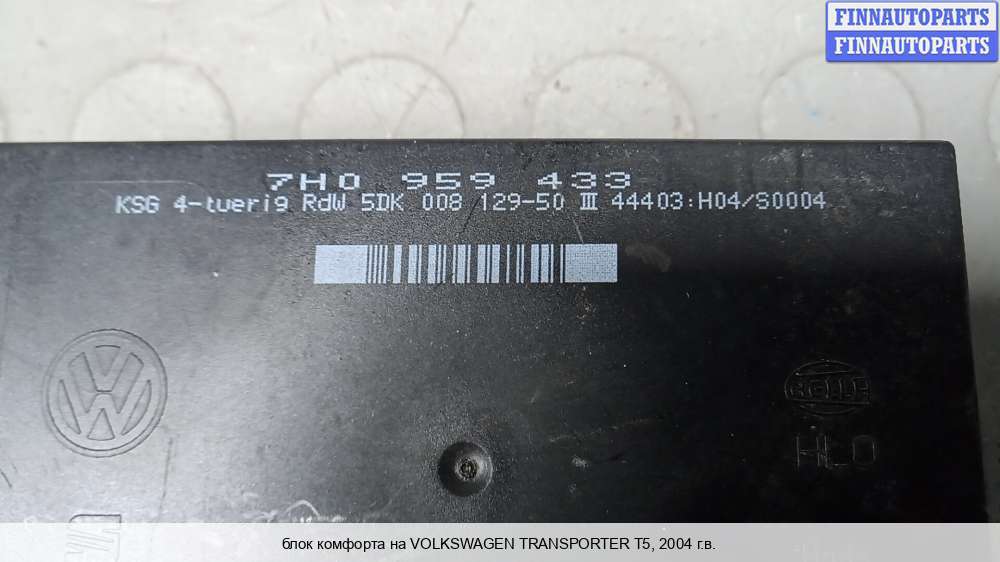 FINNAUTOPARTS
FINNAUTOPARTS
7H0 959 433
KSG 4-tuerig RdW 5DK 008 129-50 III 44403:H04/S0004
HELLA
HLO
блок комфорта на VOLKSWAGEN TRANSPORTER T5, 2004 г.в.